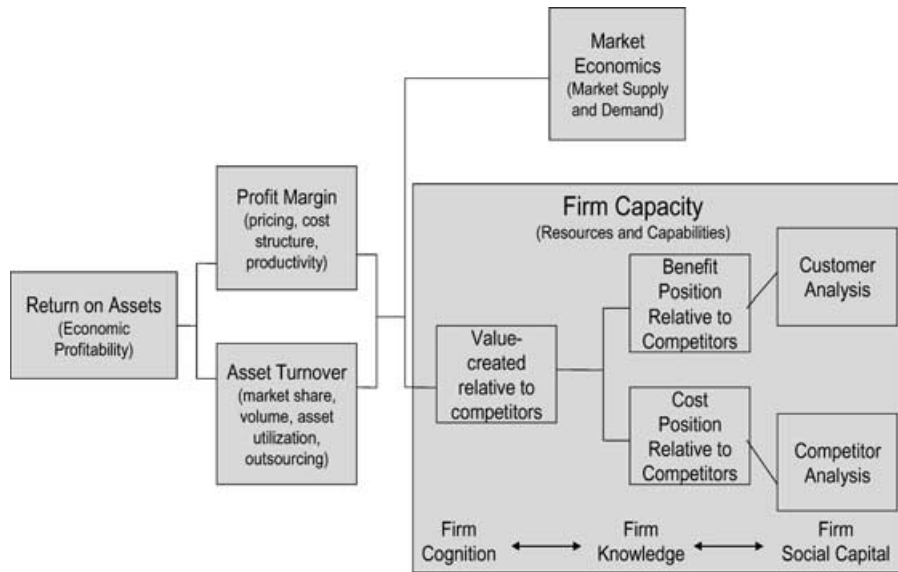 Market
Economics
(Market Supply
and Demand)
Profit Margin
(pricing, cost
structure,
productivity)
Return on Assets
(Economic
Profitability)
Asset Turnover
(market share,
volume, asset
utilization,
outsourcing)
Firm Capacity
(Resources and Capabilities)
Value-
created
relative to
competitors
Benefit
Position
Relative to
Competitors
Customer
Analysis
Cost
Position
Relative to
Competitors
Competitor
Analysis
Firm
Cognition
Firm
Knowledge
Firm
Social Capital